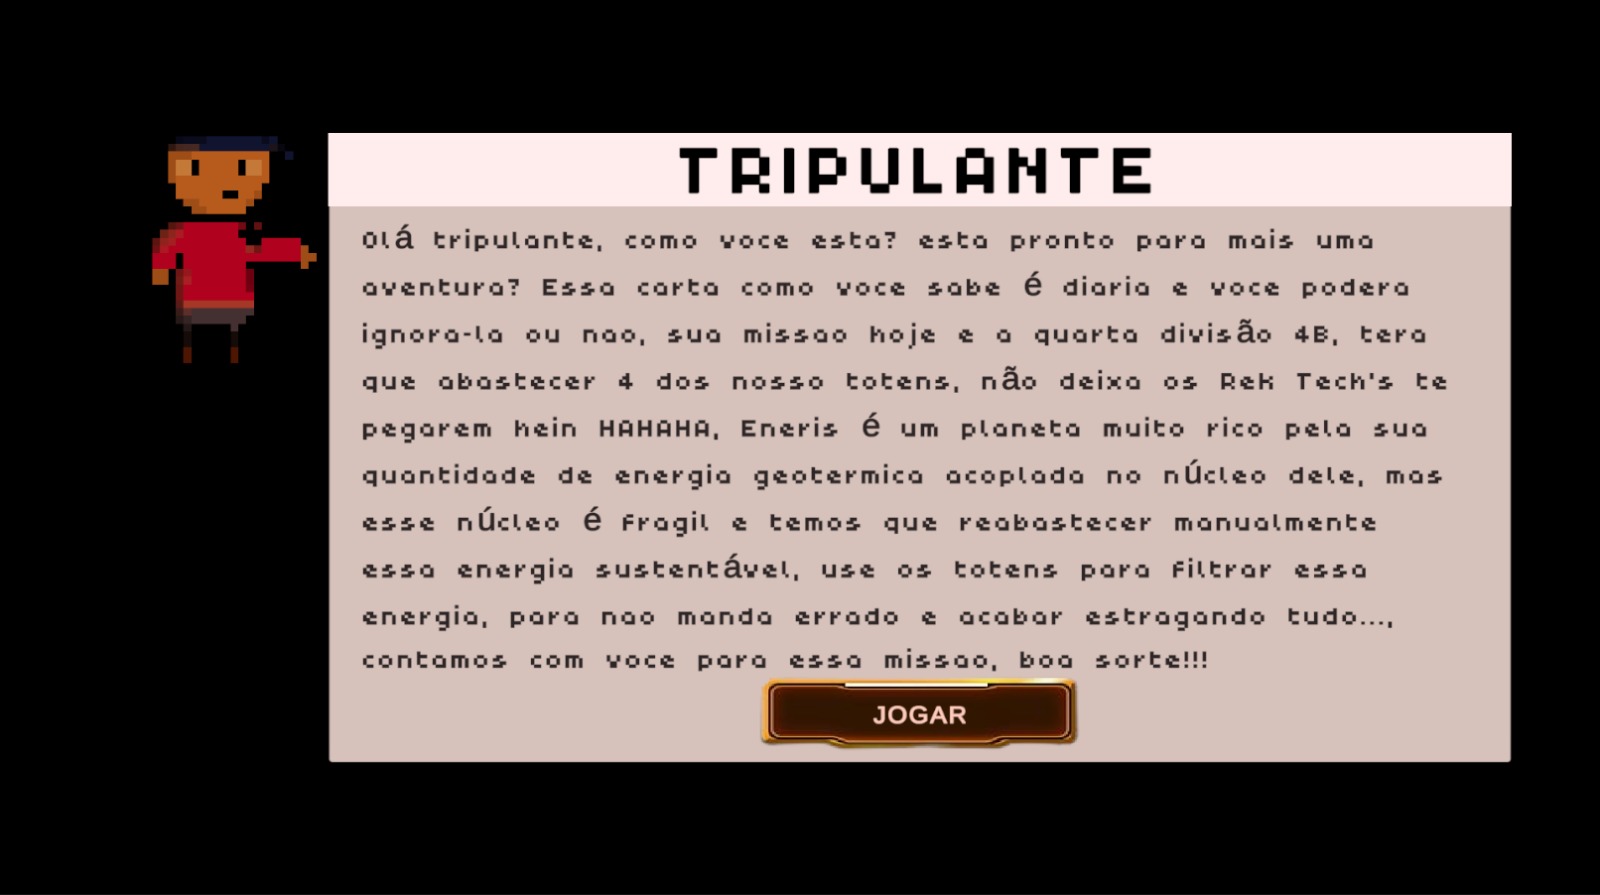 TRIPULANTE
Olá tripulante, como voce esta? esta pronto para mais uma
aventura? Essa carta como voce sabe é diaria e voce podera
ignora-la ou nao, sua missao hoje e a quarta divisão 4B, tera
que abastecer 4 dos nosso totens, não deixa os Rek Tech's te
pegarem hein HAHAHA, Eneris é um planeta muito rico pela sua
quantidade de energia geotermica acoplada no núcleo dele, mas
esse núcleo é fragil e temos que reabastecer manualmente
essa energia sustentável, use os totens para filtrar essa
energia, para nao manda errado e acabar estragando tudo...,
contamos com voce para essa missao, boa sorte!!!
JOGAR